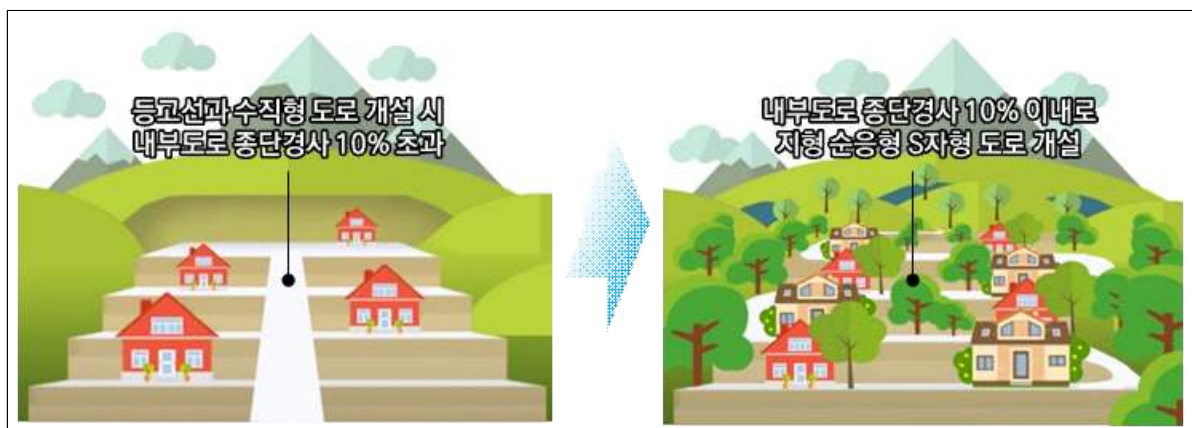 등고선과 수직형 도로 개설 시
내부도로 종단경사 10% 초과
내부도로 종단경사 10% 이내로
지형 순응형 S자형 도로 개설